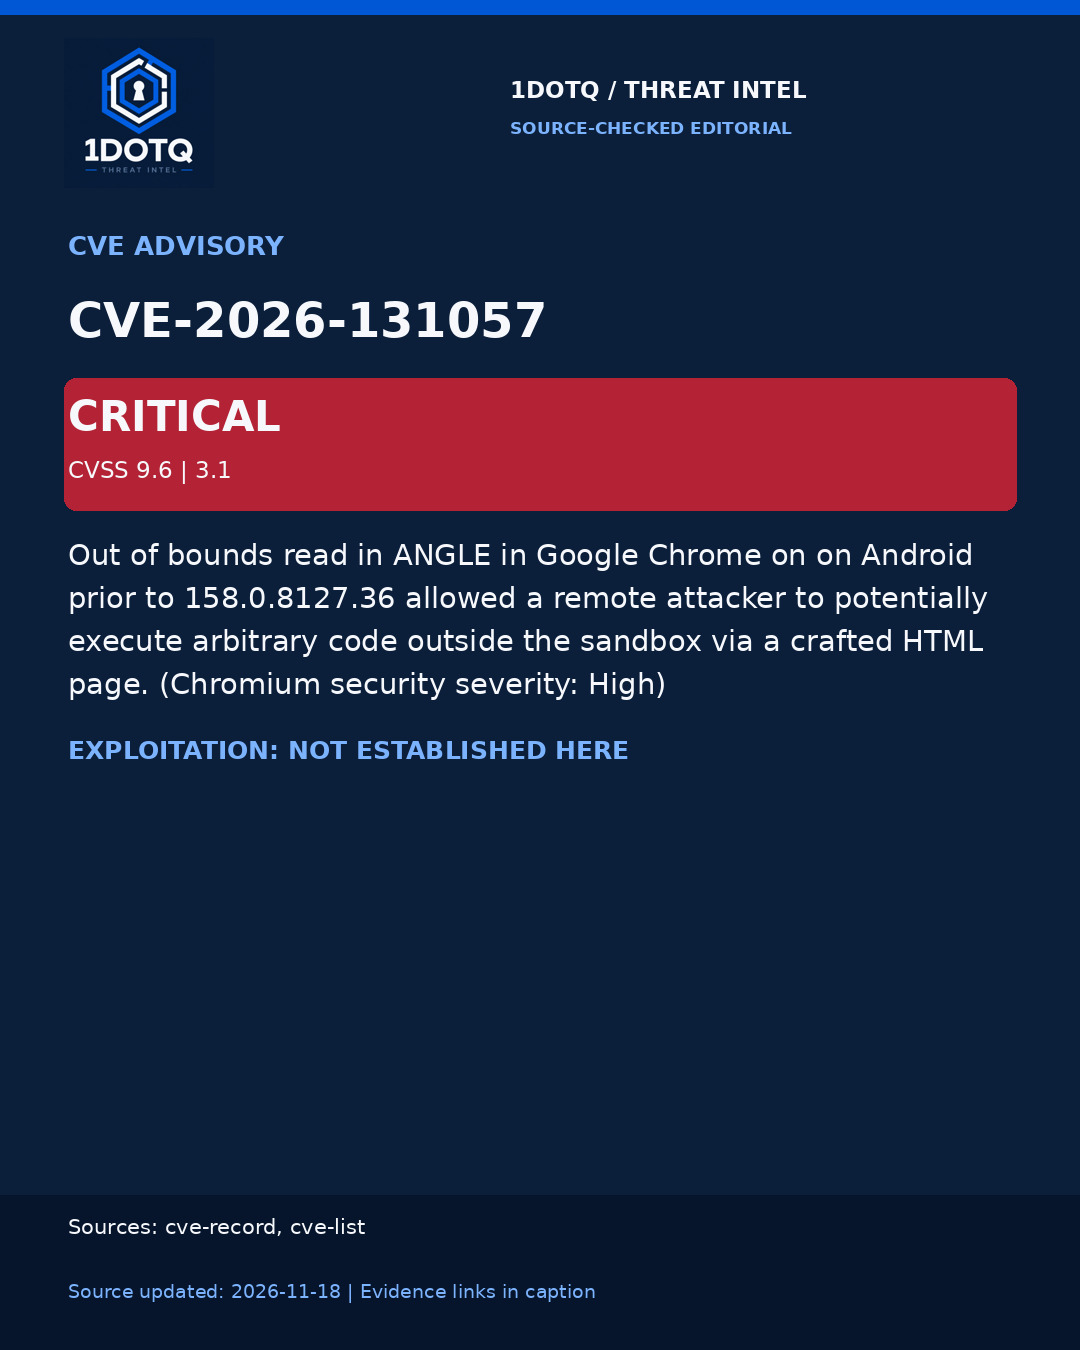 1DOTQ
THREAT INTEL
1DOTQ / THREAT INTEL
SOURCE-CHECKED EDITORIAL
CVE ADVISORY
CVE-2026-131057
CRITICAL
CVSS 9.6 | 3.1
Out of bounds read in ANGLE in Google Chrome on on Android
prior to 158.0.8127.36 allowed a remote attacker to potentially
execute arbitrary code outside the sandbox via a crafted HTML
page. (Chromium security severity: High)
EXPLOITATION: NOT ESTABLISHED HERE
Sources: cve-record, cve-list
Source updated: 2026-11-18 | Evidence links in caption